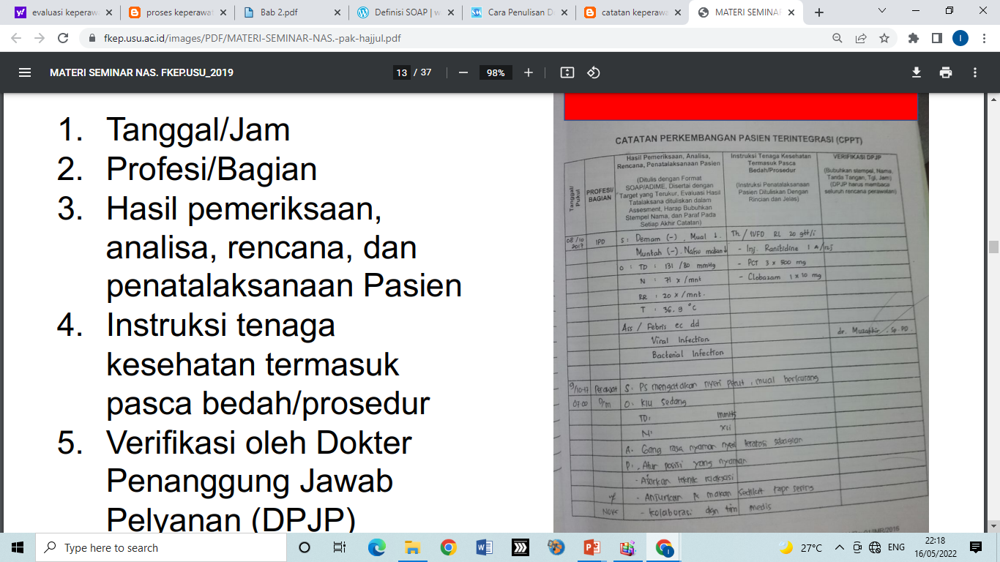 evaluasi keperaw
proses keperawat
Bab 2.pdf
Definisi SOAP | w
Cara Penulisan D
catatan keperaw
MATERI SEMINAR
fkep.usu.ac.id/images/PDF/MATERI-SEMINAR-NAS.-pak-hajjul.pdf
I
MATERI SEMINAR NAS. FKEP.USU_2019
13 / 37
98%
1. Tanggal/Jam
2. Profesi/Bagian
3. Hasil pemeriksaan,
analisa, rencana, dan
penatalaksanaan Pasien
4. Instruksi tenaga
kesehatan termasuk
pasca bedah/prosedur
5. Verifikasi oleh Dokter
Penanggung Jawab
Pelyanan (DPJP)
CATATAN PERKEMBANGAN PASIEN TERINTEGRASI (CPPT)
Tanggal/
Pukul
PROFESI/
BAGIAN
Hasil Pemeriksaan, Analisa,
Rencana, Penatalaksanaan Pasien
(Ditulis dengan Format
SOAP/ADIME, Disertai dengan
Target yang Terukur, Evaluasi Hasil
Tatalaksana dituliskan dalam
Assesment, Harap Bubuhkan
Stempel Nama, dan Paraf Pada
Setiap Akhir Catatan)
Instruksi Tenaga Kesehatan
Termasuk Pasca
Bedah/Prosedur
(Instruksi Penatalaksanaan
Pasien Dituliskan Dengan
Rincian dan Jelas)
VERIFIKASI DPJP
(Bubuhkan stempel, Nama,
Tanda Tangan, Tgl, Jam)
(DPJP harus membaca
seluruh rencana perawatan)
08/10 2017 IPD S : Demam (-), Mual ↓. Th/ IVFD RL 20 gtt/i
Muntah (-). Nafsu makan↓ - Inj. Ranitidine 1 A/12j
O : TD : 131 /80 mmHg - PCT 3 x 500 mg
N : 71 x /mnt - Clobazam 1 x 10 mg
RR : 20 x /mnt.
T : 36.9 °C
Ass / Febris ec dd
Viral Infection
dr. Sp.PD.
Bacterial Infection
9/10-17 Perawat S : Ps mengatakan nyeri perut, mual berkurang
07.00 D/m O : KIU sedang
TD: mmHg
N: x/i
A. Gang rasa nyaman nyeri teratasi sebagian
P : - Atur posisi yang nyaman
- Ajarkan teknik relaksasi
- Anjurkan Ps makan sedikit tapi sering
- kolaborasi dgn tim medis
/2016
Type here to search
27°C
ENG
22:18
16/05/2022